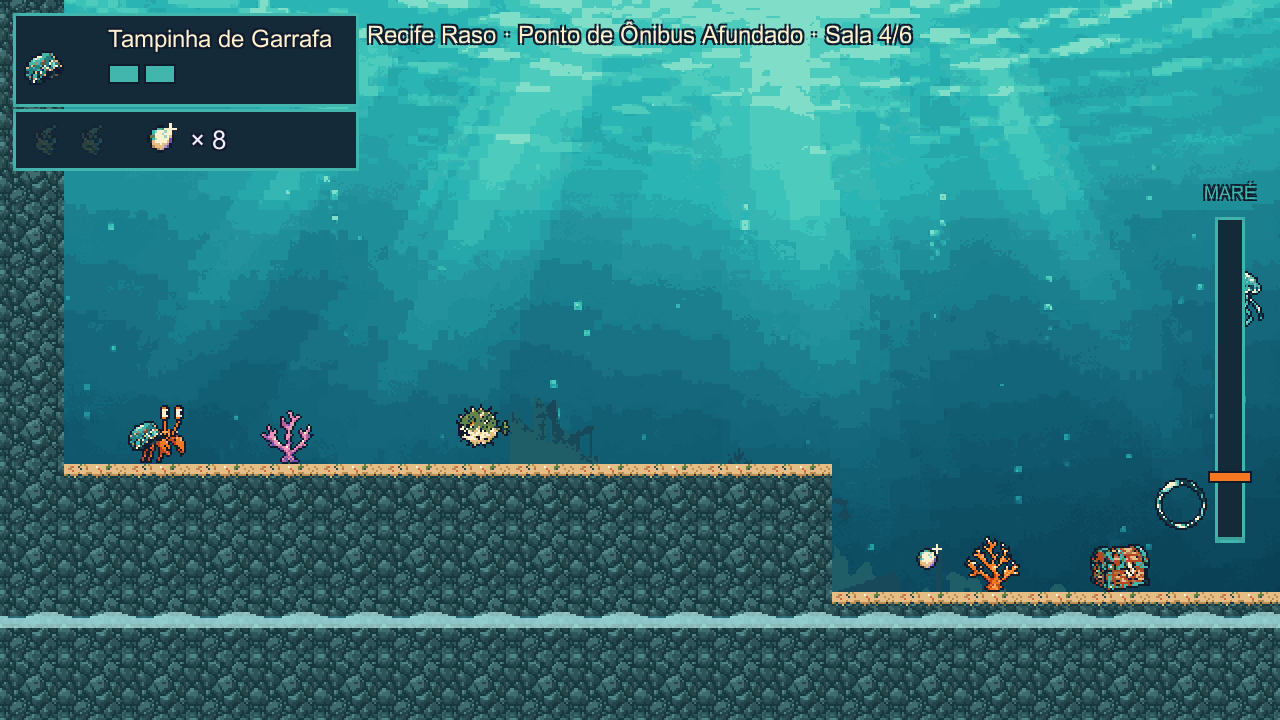 Tampinha de Garrafa
Recife Raso · Ponto de Ônibus Afundado · Sala 4/6
× 8
MARÉ